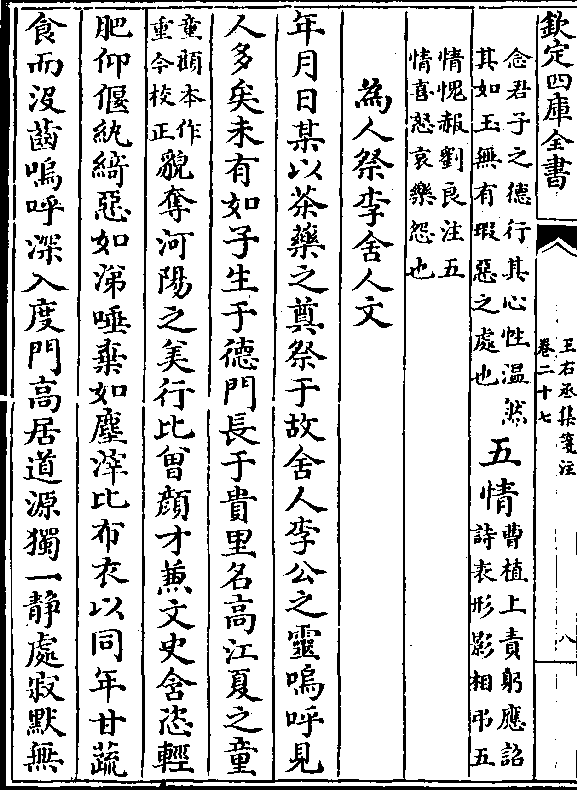 欽定四庫全書
王右丞集箋注
卷二十七
八
念君子之德行其心性溫然
其如玉無有瑕惡之處也
五情
曹植上責躬應詔
詩表形影相弔五
情愧赧劉良注五
情喜怒哀樂怨也
為人祭李舍人文
年月日某以茶藥之奠祭于故舍人李公之靈嗚呼見
人多矣未有如子生于德門長于貴里名高江夏之童
童顧本作
重今校正
貌奪河陽之美行比曾顔才兼文史舍恣輕
肥仰偃紈綺惡如涕唾棄如塵滓比布衣以同年甘蔬
食而沒齒嗚呼深入度門高居道源獨一静處寂默無